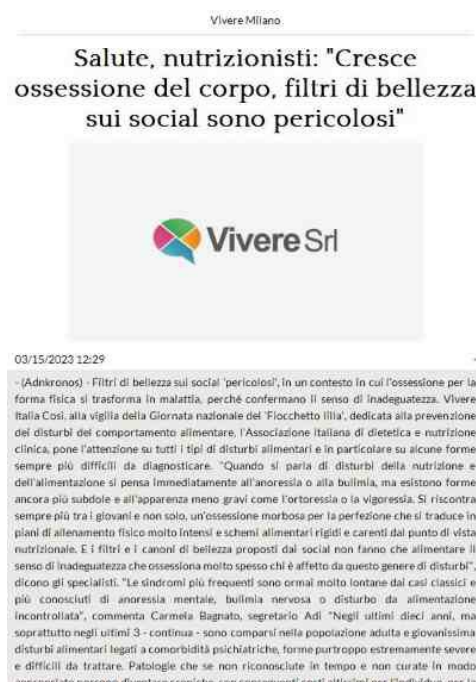 Vivere Milano
Salute, nutrizionisti: "Cresce
ossessione del corpo, filtri di bellezza
sui social sono pericolosi"
Vivere Srl
03/15/2023 12:29
- (Adnkronos) - Filtri di bellezza sui social 'pericolosi', in un contesto in cui l'ossessione per la
forma fisica si trasforma in malattia, perché confermano il senso di inadeguatezza. Vivere
Italia Così, alla vigilia della Giornata nazionale del 'Fiocchetto lilla', dedicata alla prevenzione
dei disturbi del comportamento alimentare, l'Associazione italiana di dietetica e nutrizione
clinica, pone l'attenzione su tutti i tipi di disturbi alimentari e in particolare su alcune forme
sempre più difficili da diagnosticare. "Quando si parla di disturbi della nutrizione e
dell'alimentazione si pensa immediatamente all'anoressia o alla bulimia, ma esistono forme
ancora più subdole e all'apparenza meno gravi come l'ortoressia o la vigoressia. Si riscontra
sempre più tra i giovani e non solo, un'ossessione morbosa per la perfezione che si traduce in
piani di allenamento fisico molto intensi e schemi alimentari rigidi e carenti dal punto di vista
nutrizionale. E i filtri e i canoni di bellezza proposti dai social non fanno che alimentare il
senso di inadeguatezza che ossessiona molto spesso chi è affetto da questo genere di disturbi",
dicono gli specialisti. "Le sindromi più frequenti sono ormai molto lontane dai casi classici e
più conosciuti di anoressia mentale, bulimia nervosa o disturbo da alimentazione
incontrollata", commenta Carmela Bagnato, segretario Adi "Negli ultimi dieci anni, ma
soprattutto negli ultimi 3 - continua - sono comparsi nella popolazione adulta e giovanissima
disturbi alimentari legati a comorbidità psichiatriche, forme purtroppo estremamente severe
e difficili da trattare. Patologie che se non riconosciute in tempo e non curate in modo